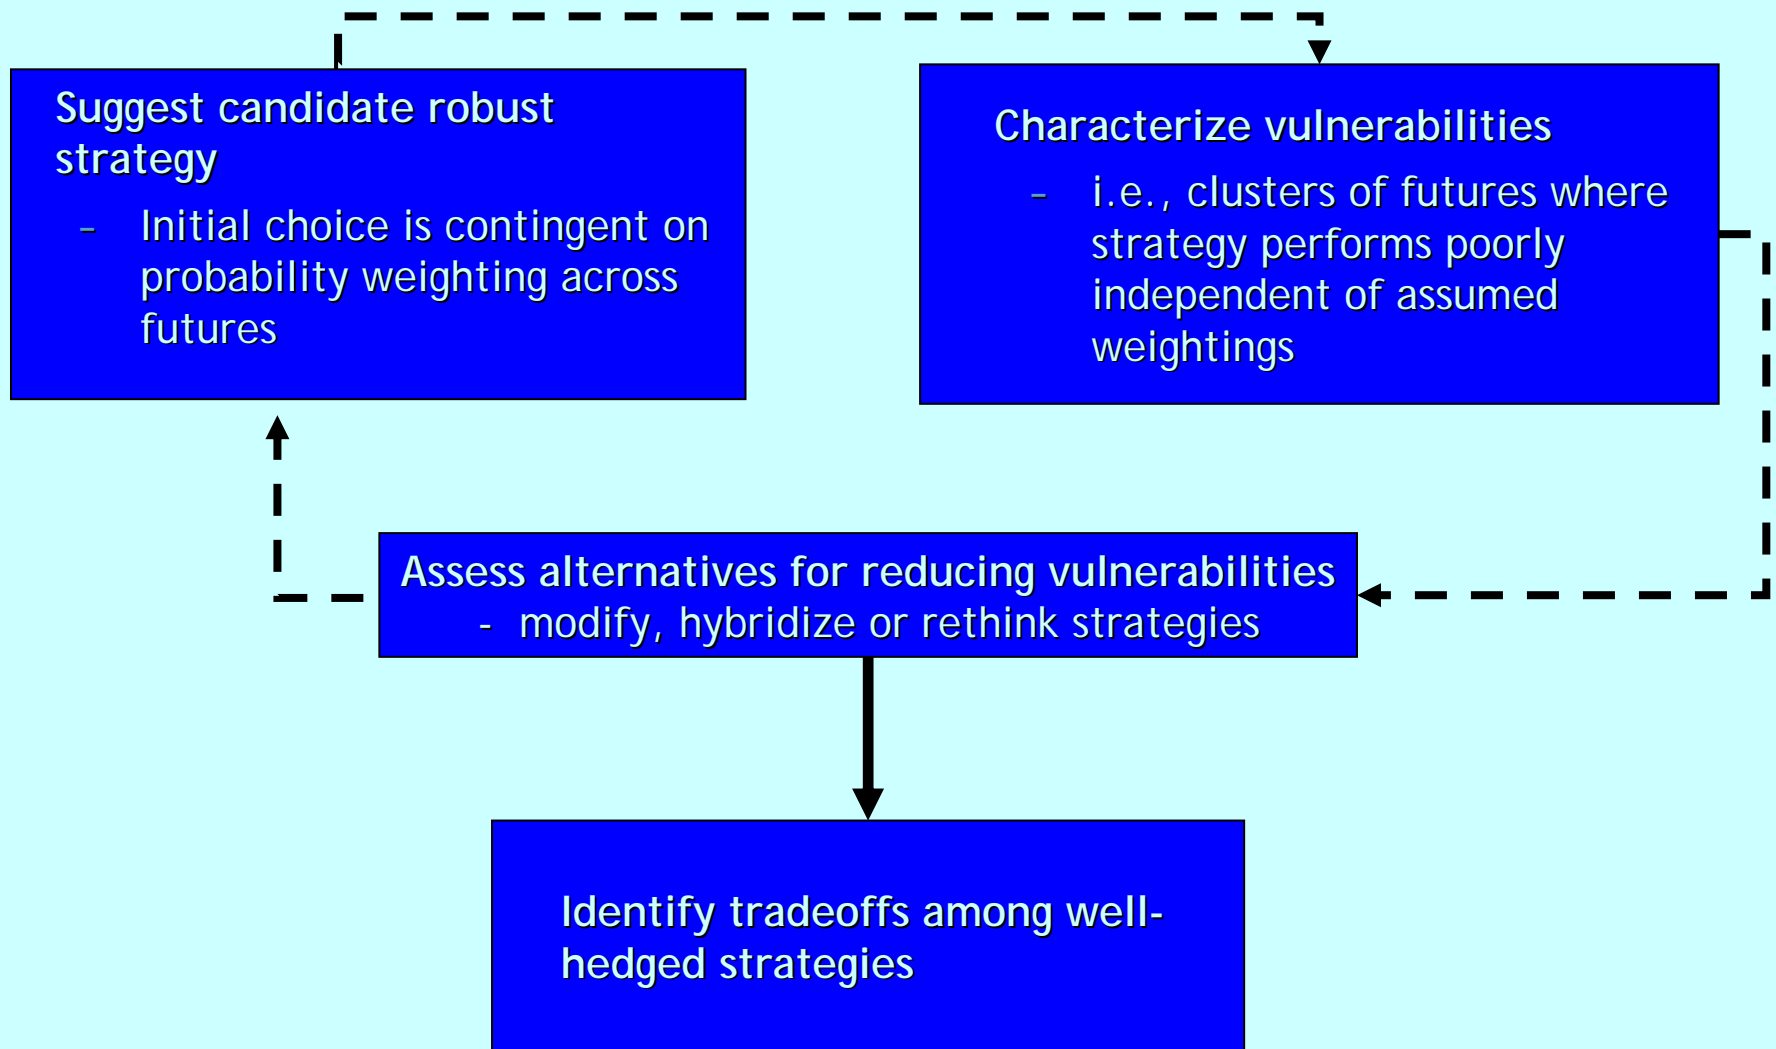 Suggest candidate robust
strategy
- Initial choice is contingent on
probability weighting across
futures
Characterize vulnerabilities
- i.e., clusters of futures where
strategy performs poorly
independent of assumed
weightings
Assess alternatives for reducing vulnerabilities
- modify, hybridize or rethink strategies
Identify tradeoffs among well-
hedged strategies